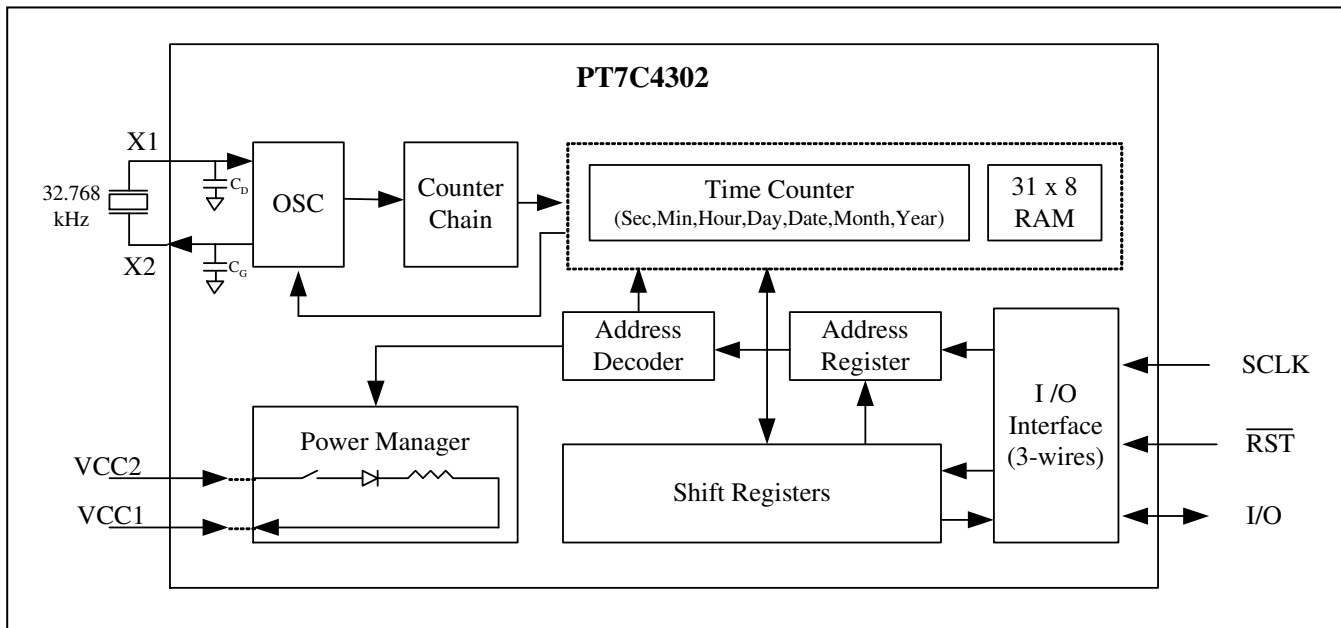 PT7C4302
X1
32.768
kHz
X2
C_D
C_G
OSC
Counter
Chain
Time Counter
(Sec,Min,Hour,Day,Date,Month,Year)
31 x 8
RAM
Address
Decoder
Address
Register
I /O
Interface
(3-wires)
SCLK
RST
I/O
Power Manager
VCC2
VCC1
Shift Registers